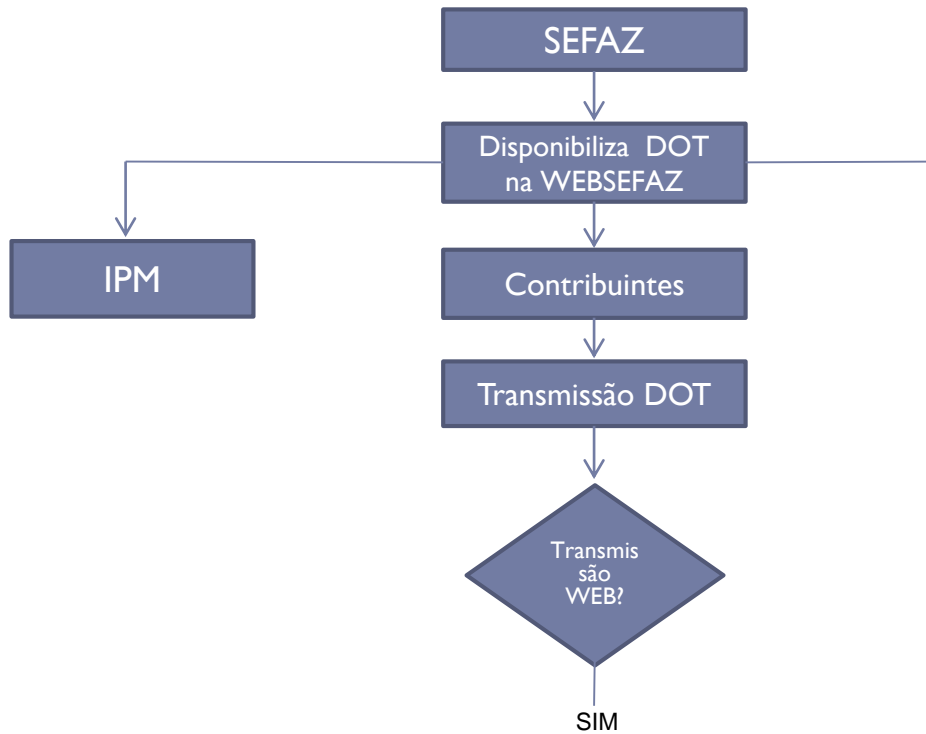 SEFAZ
Disponibiliza DOT
na WEBSEFAZ
IPM
Contribuintes
Transmissão DOT
Transmis
são
WEB?
SIM